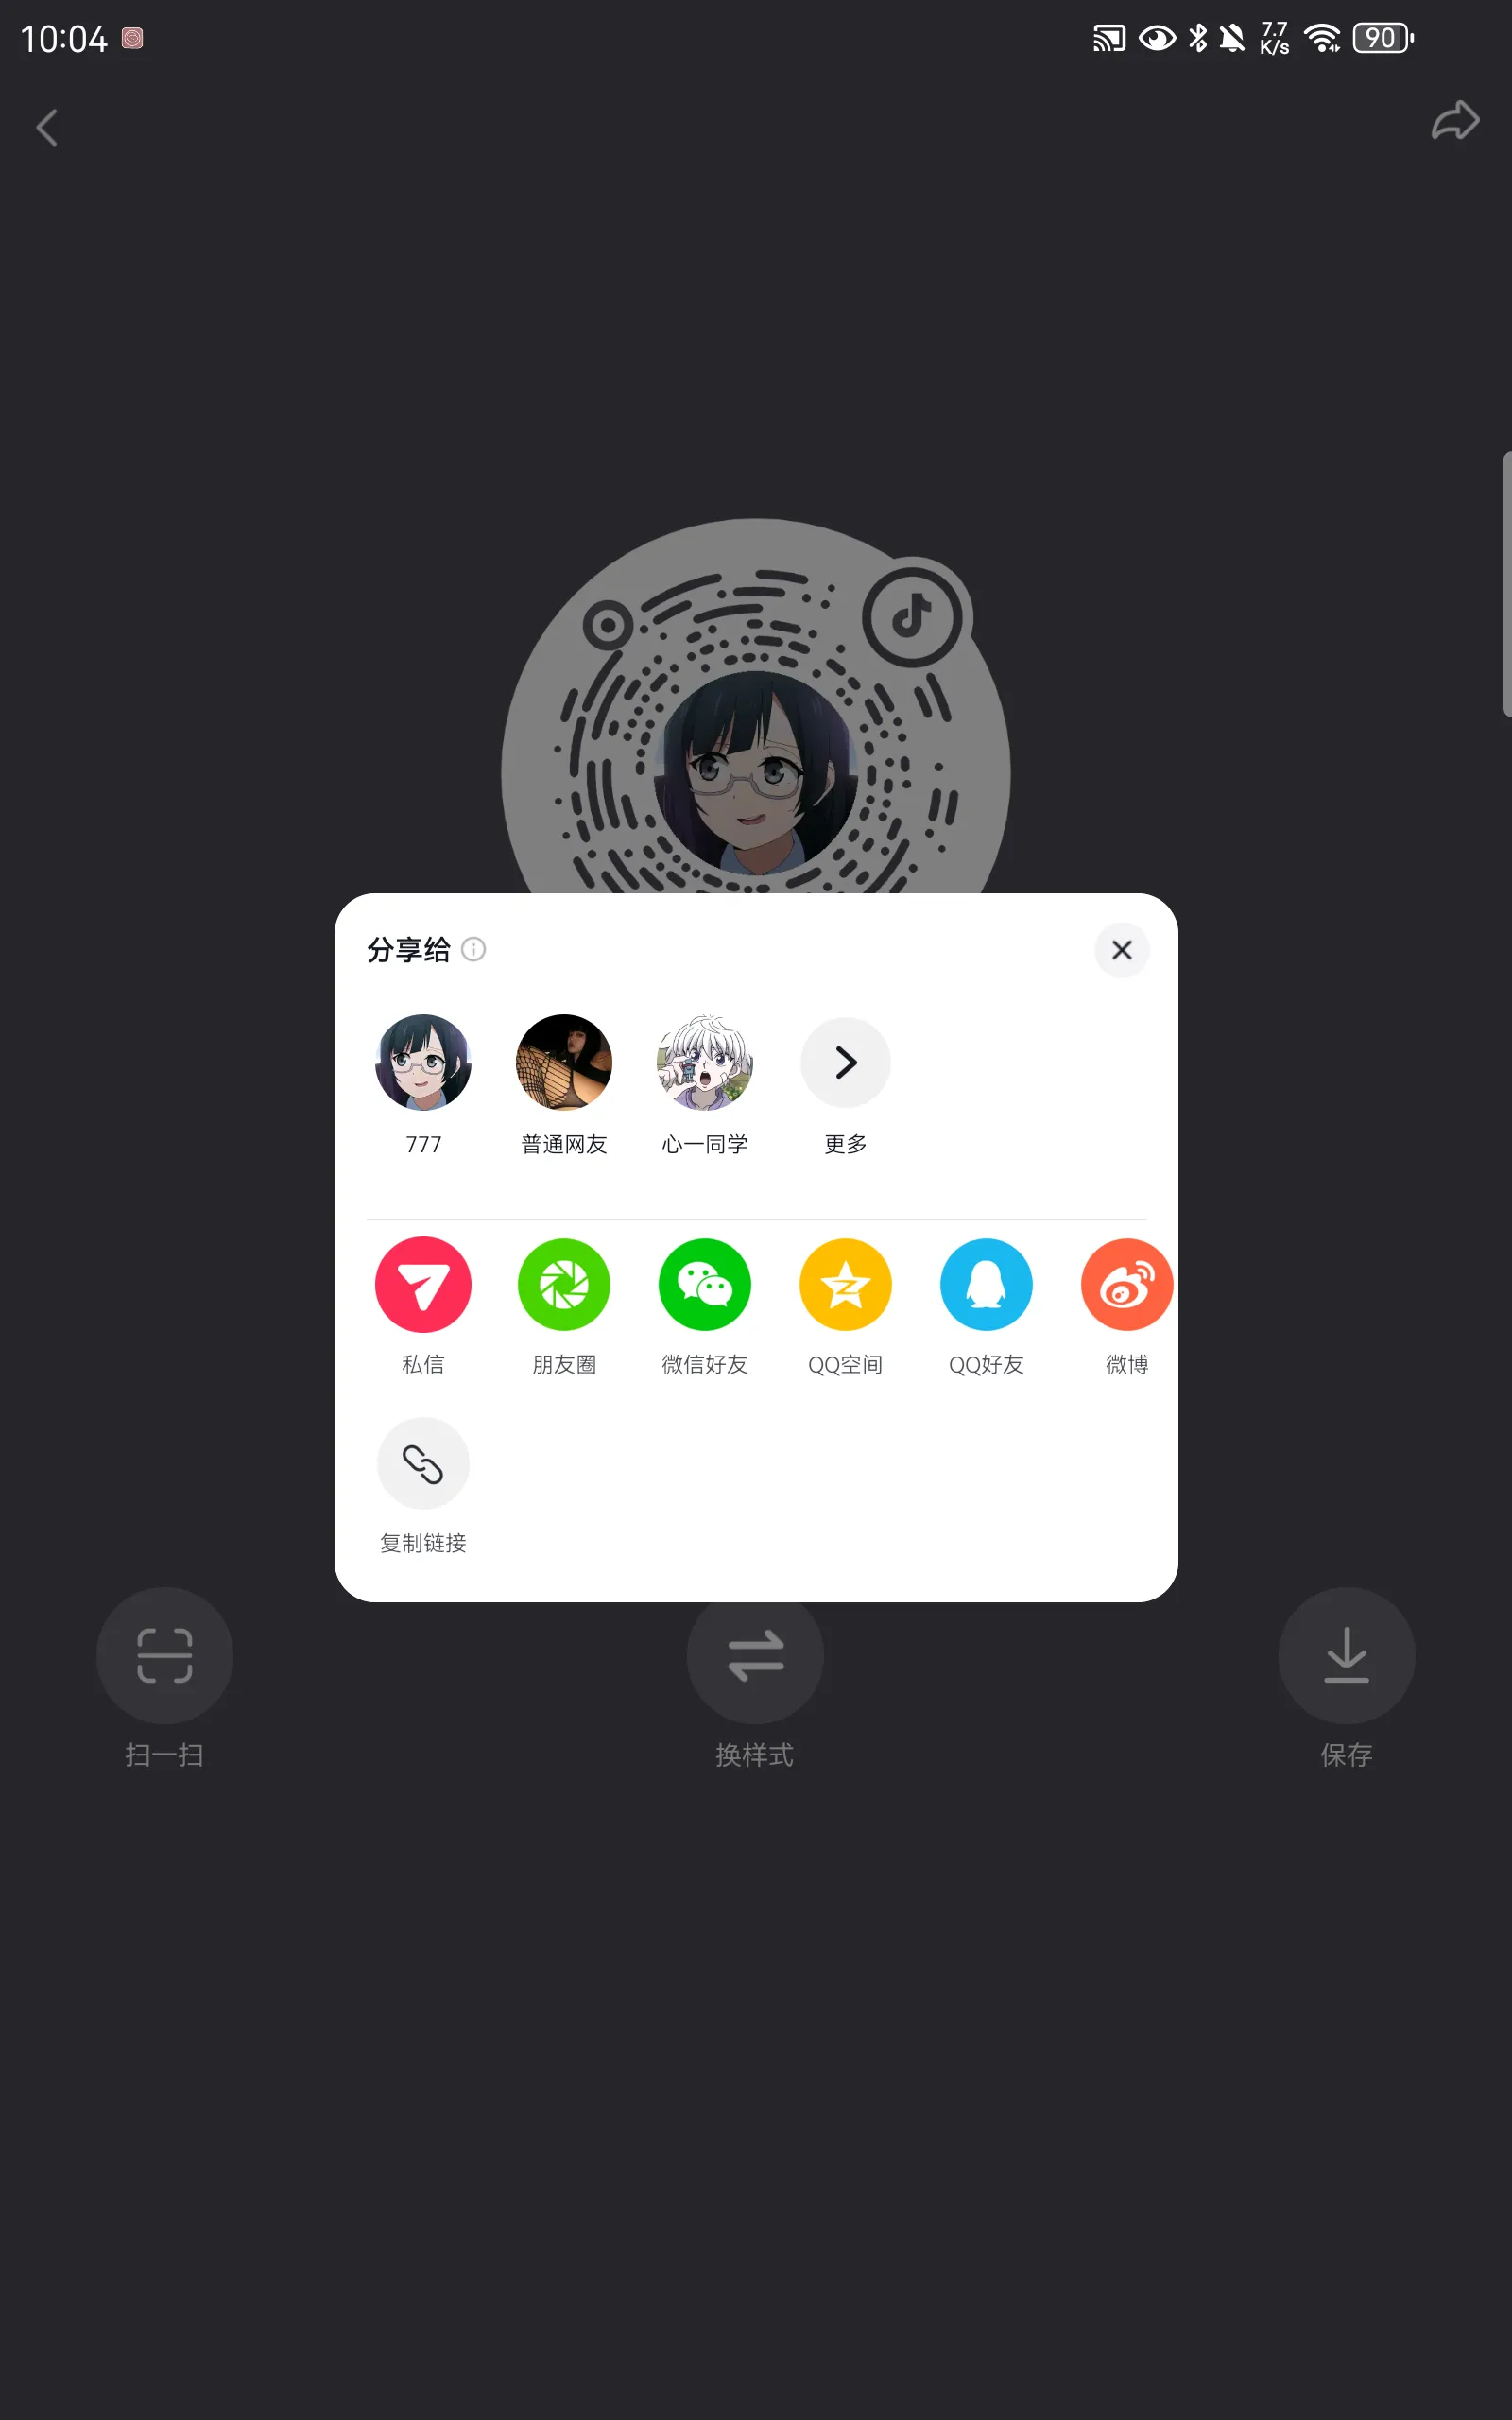 10:04
7.7
K/s
90
分享给
777
普通网友
心一同学
更多
私信
朋友圈
微信好友
QQ空间
QQ好友
微博
复制链接
扫一扫
换样式
保存